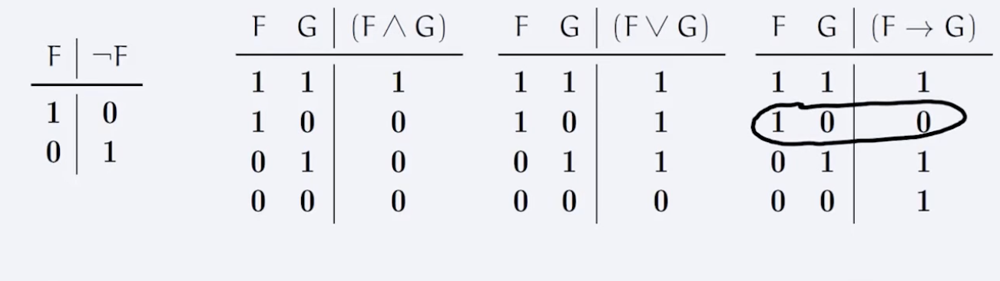 F ¬F
1 0
0 1
F G (F ∧ G)
1 1 1
1 0 0
0 1 0
0 0 0
F G (F ∨ G)
1 1 1
1 0 1
0 1 1
0 0 0
F G (F → G)
1 1 1
1 0 0
0 1 1
0 0 1